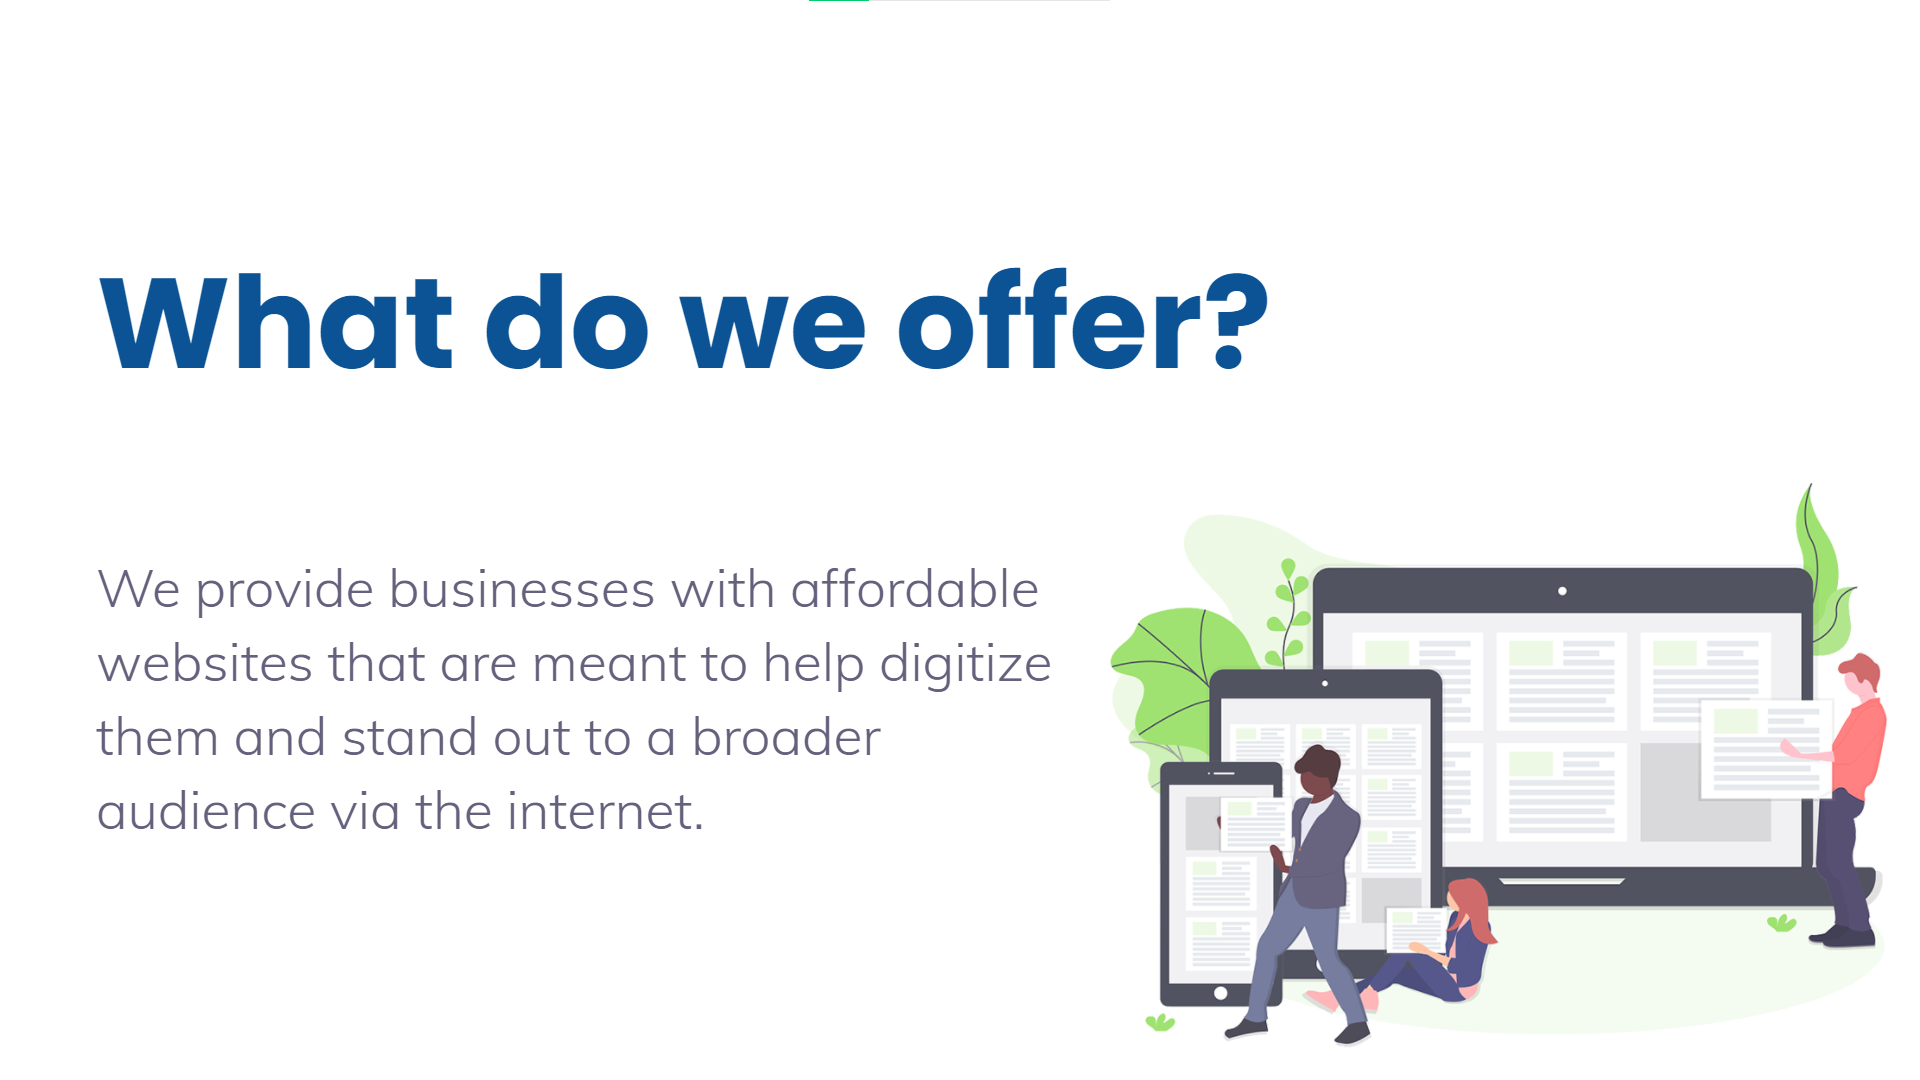 What do we offer?
We provide businesses with affordable
websites that are meant to help digitize
them and stand out to a broader
audience via the internet.